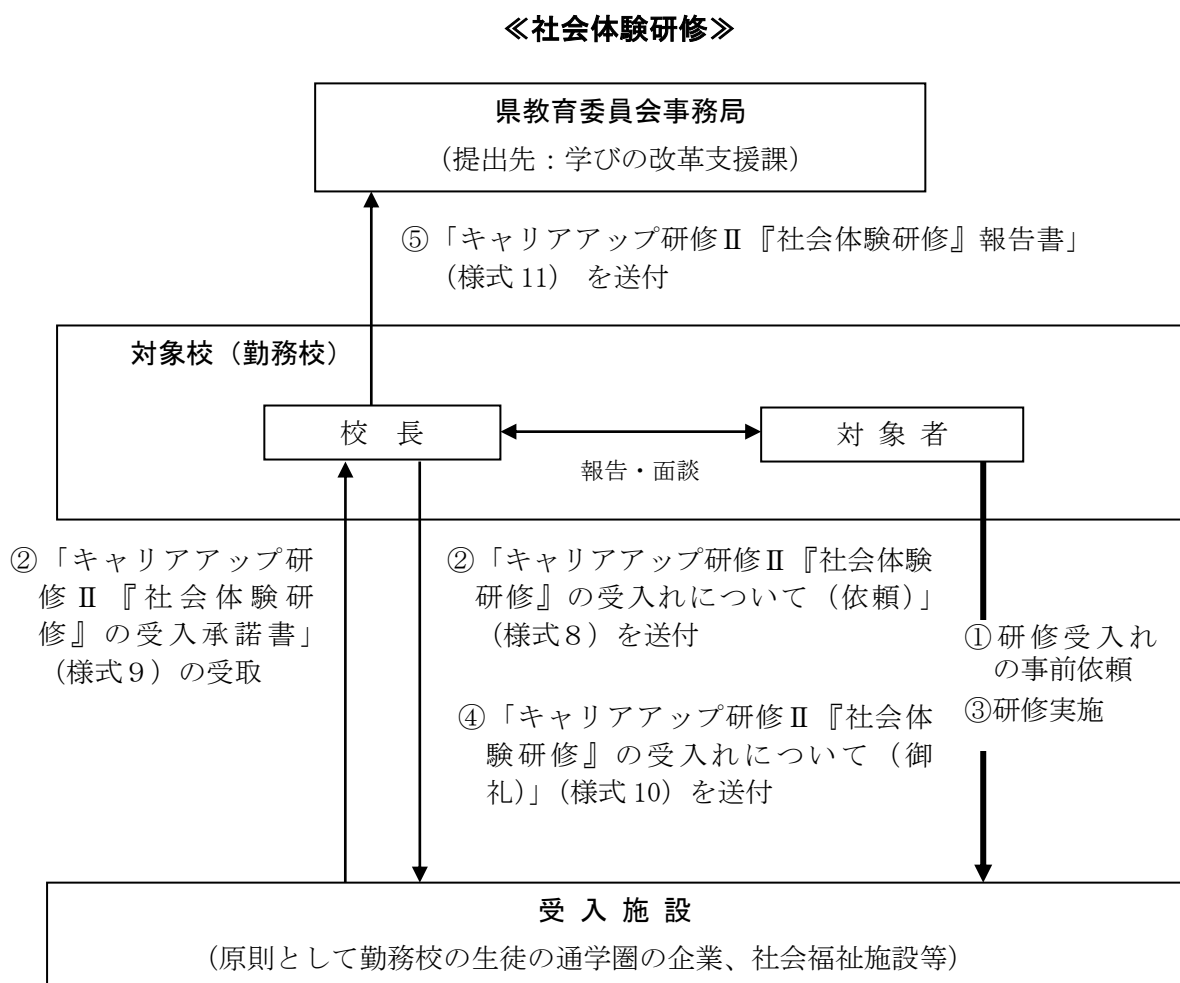 ≪社会体験研修≫
県教育委員会事務局
（提出先：学びの改革支援課）
⑤「キャリアアップ研修Ⅱ『社会体験研修』報告書」
（様式 11） を送付
対象校（勤務校）
校 長
対 象 者
報告・面談
②「キャリアアップ研
修Ⅱ『社会体験研
修』の受入承諾書」
（様式９）の受取
②「キャリアアップ研修Ⅱ『社会体験
研修』の受入れについて（依頼）」
（様式８）を送付
①研修受入れ
の事前依頼
③研修実施
④「キャリアアップ研修Ⅱ『社会体
験研修』の受入れについて（御
礼）」（様式 10）を送付
受 入 施 設
（原則として勤務校の生徒の通学圏の企業、社会福祉施設等）